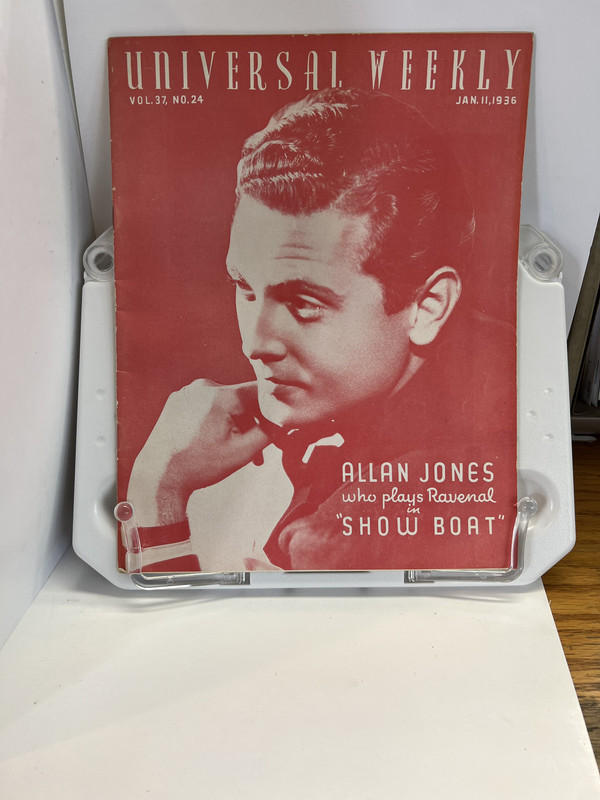 UNIVERSAL WEEKLY
VOL. 37, NO. 24
JAN. 11, 1936
ALLAN JONES
who plays Ravenal
in
"SHOW BOAT"